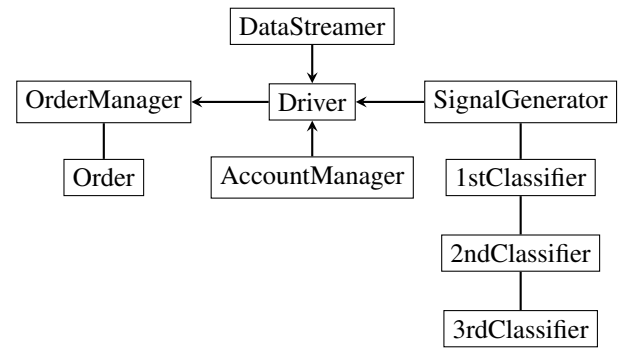 DataStreamer
OrderManager
Driver
SignalGenerator
Order
AccountManager
1stClassifier
2ndClassifier
3rdClassifier